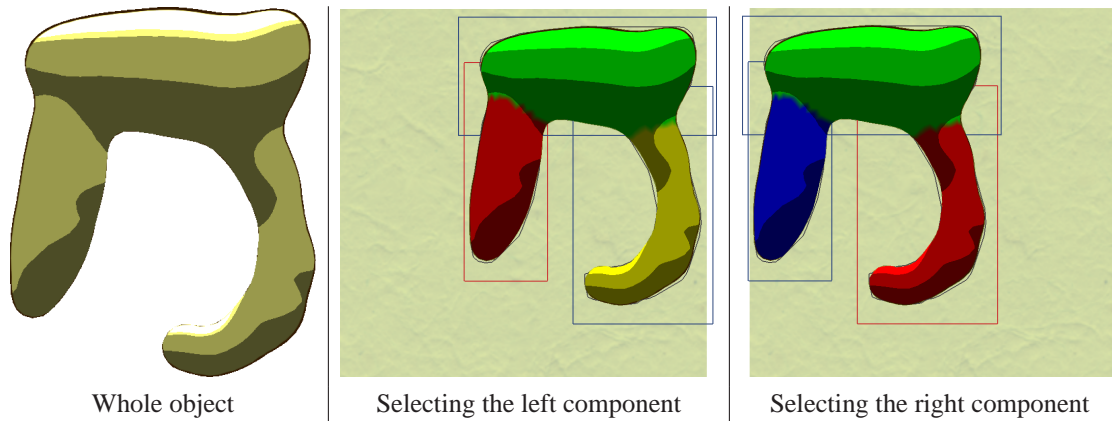 Whole object
Selecting the left component
Selecting the right component